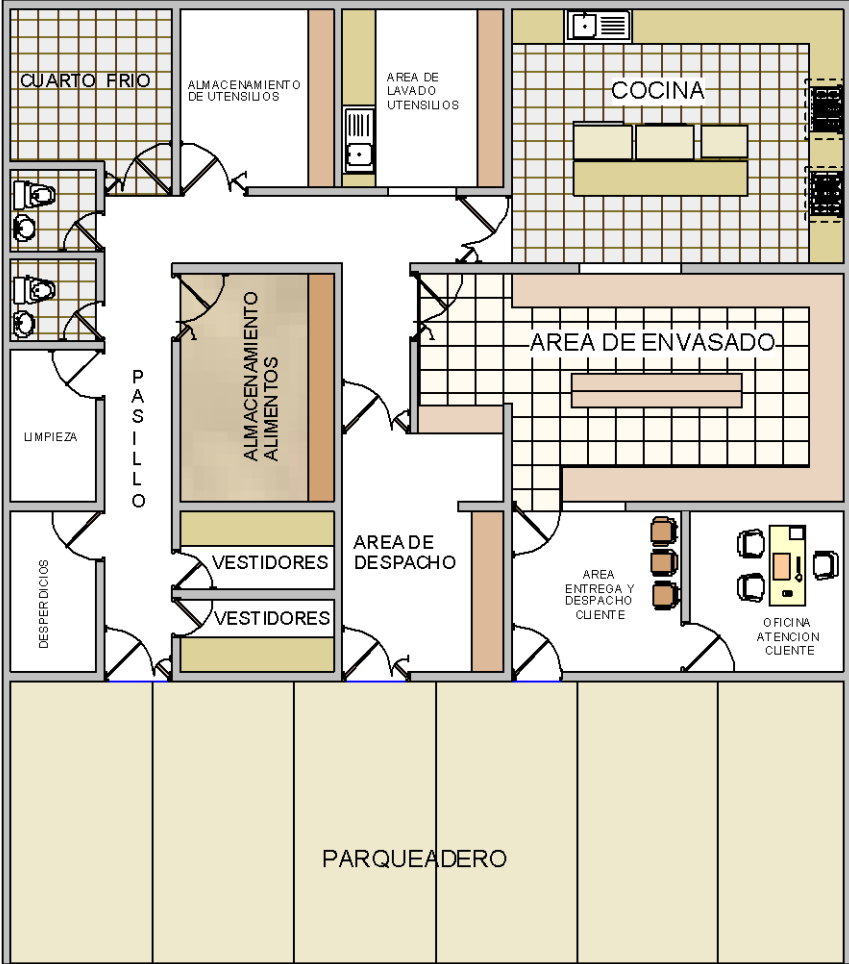 CUARTO FRIO
ALMACENAMIENTO
DE UTENSILIOS
AREA DE
LAVADO
UTENSILIOS
COCINA
ALMACENAMIENTO
ALIMENTOS
AREA DE ENVASADO
PASILLO
LIMPIEZA
DESPERDICIOS
VESTIDORES
VESTIDORES
AREA DE
DESPACHO
AREA
ENTREGA Y
DESPACHO
CLIENTE
OFICINA
ATENCION
CLIENTE
PARQUEADERO